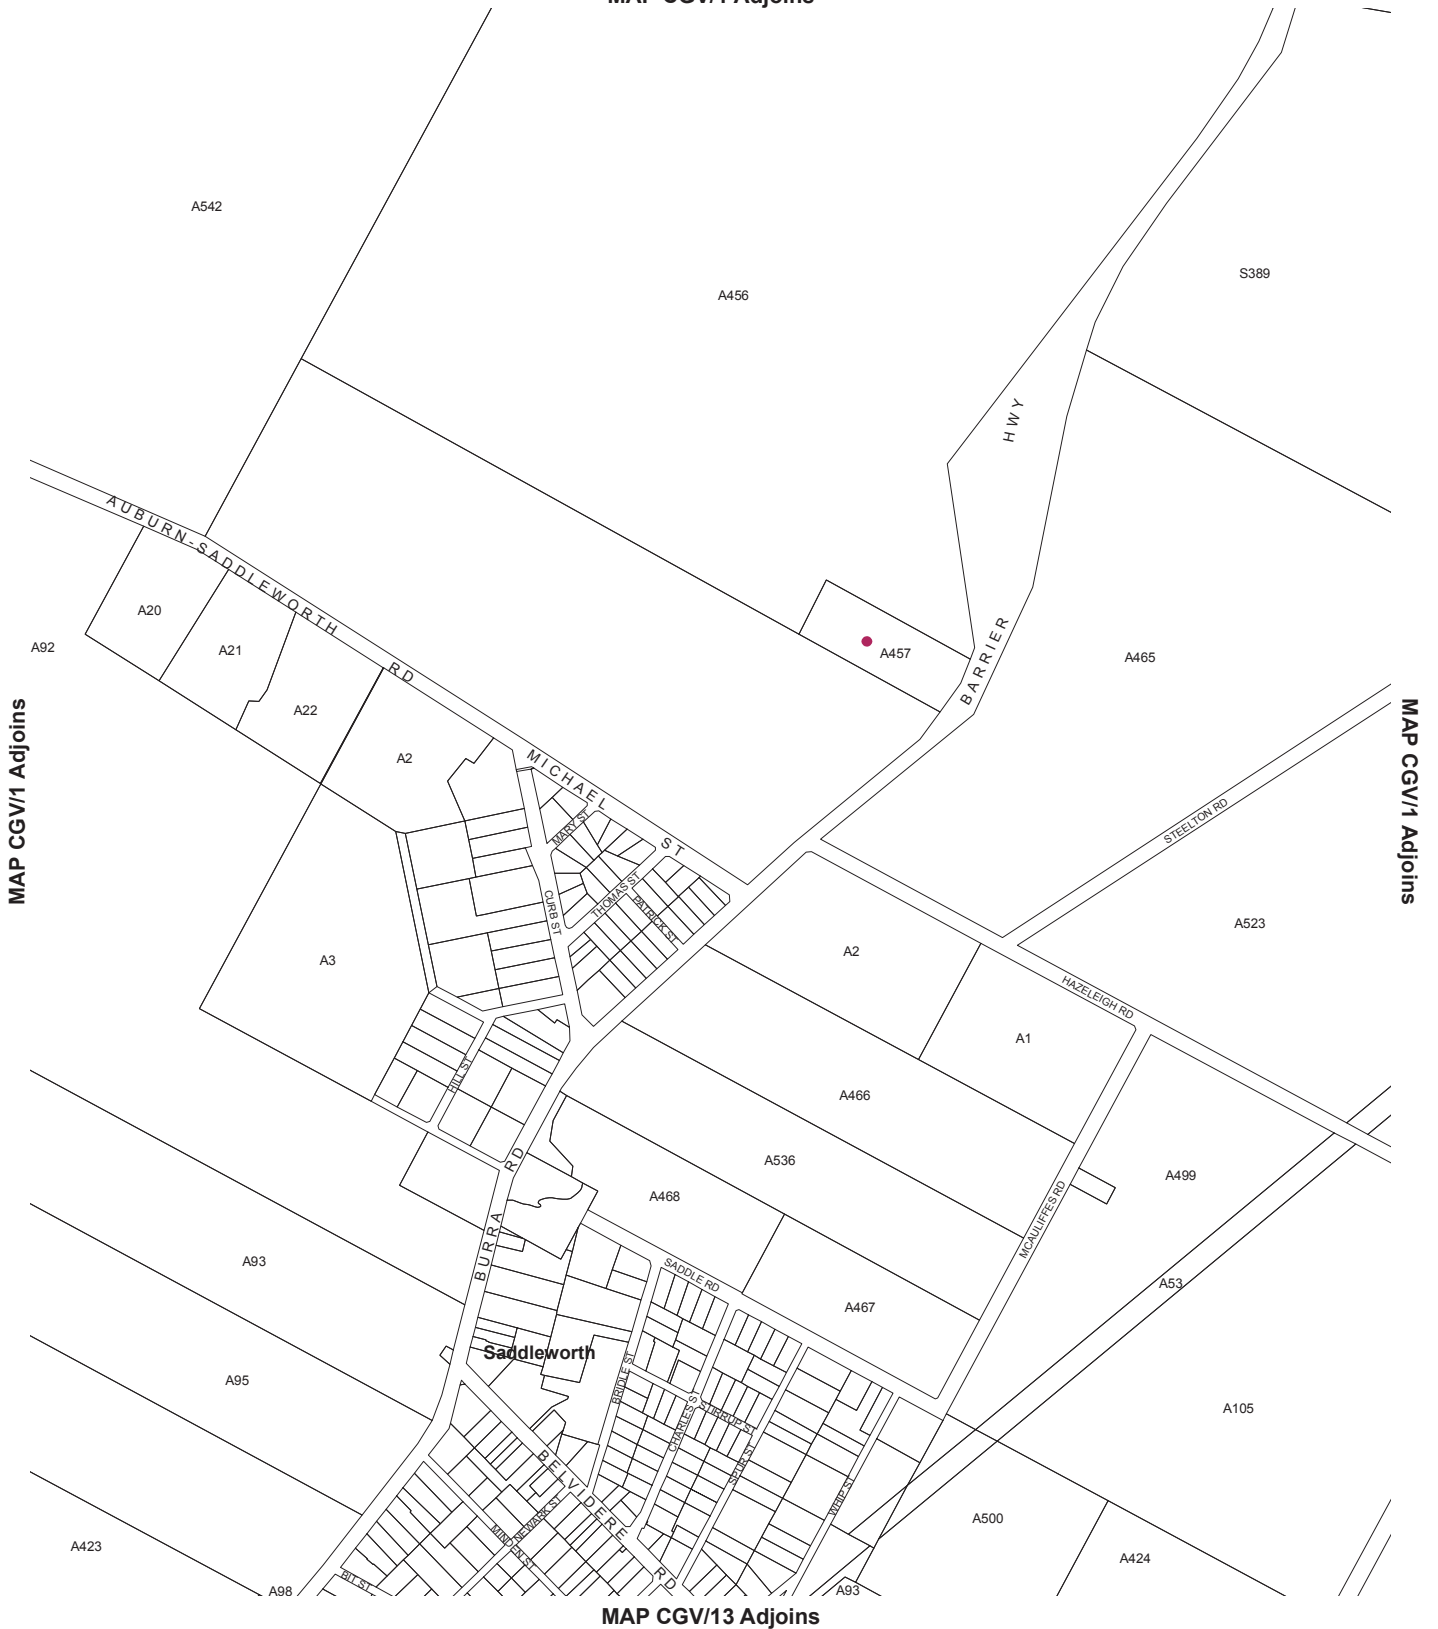 MAP CGV/1 Adjoins
A542
S389
A456
HWY
AUBURN-SADDLEWORTH RD
A20
A21
A92
A22
A457
BARRIER
A465
MAP CGV/1 Adjoins
MAP CGV/1 Adjoins
A2
MICHAEL ST
MARY ST
STEELTON RD
THOMAS ST
CURB ST
PATRICK ST
A523
A2
A3
HAZELEIGH RD
A1
HILL ST
A466
A536
RD
A468
A499
MCAULIFFES RD
BURRA
A93
SADDLE RD
A53
A467
Saddleworth
BRIDLE ST
A95
CHARLES ST
STIRRUP ST
A105
SPUR ST
BELVIDERE RD
WHIP ST
NEWARK ST
MINDEN ST
A500
A423
A424
BIT ST
A98
A93
MAP CGV/13 Adjoins